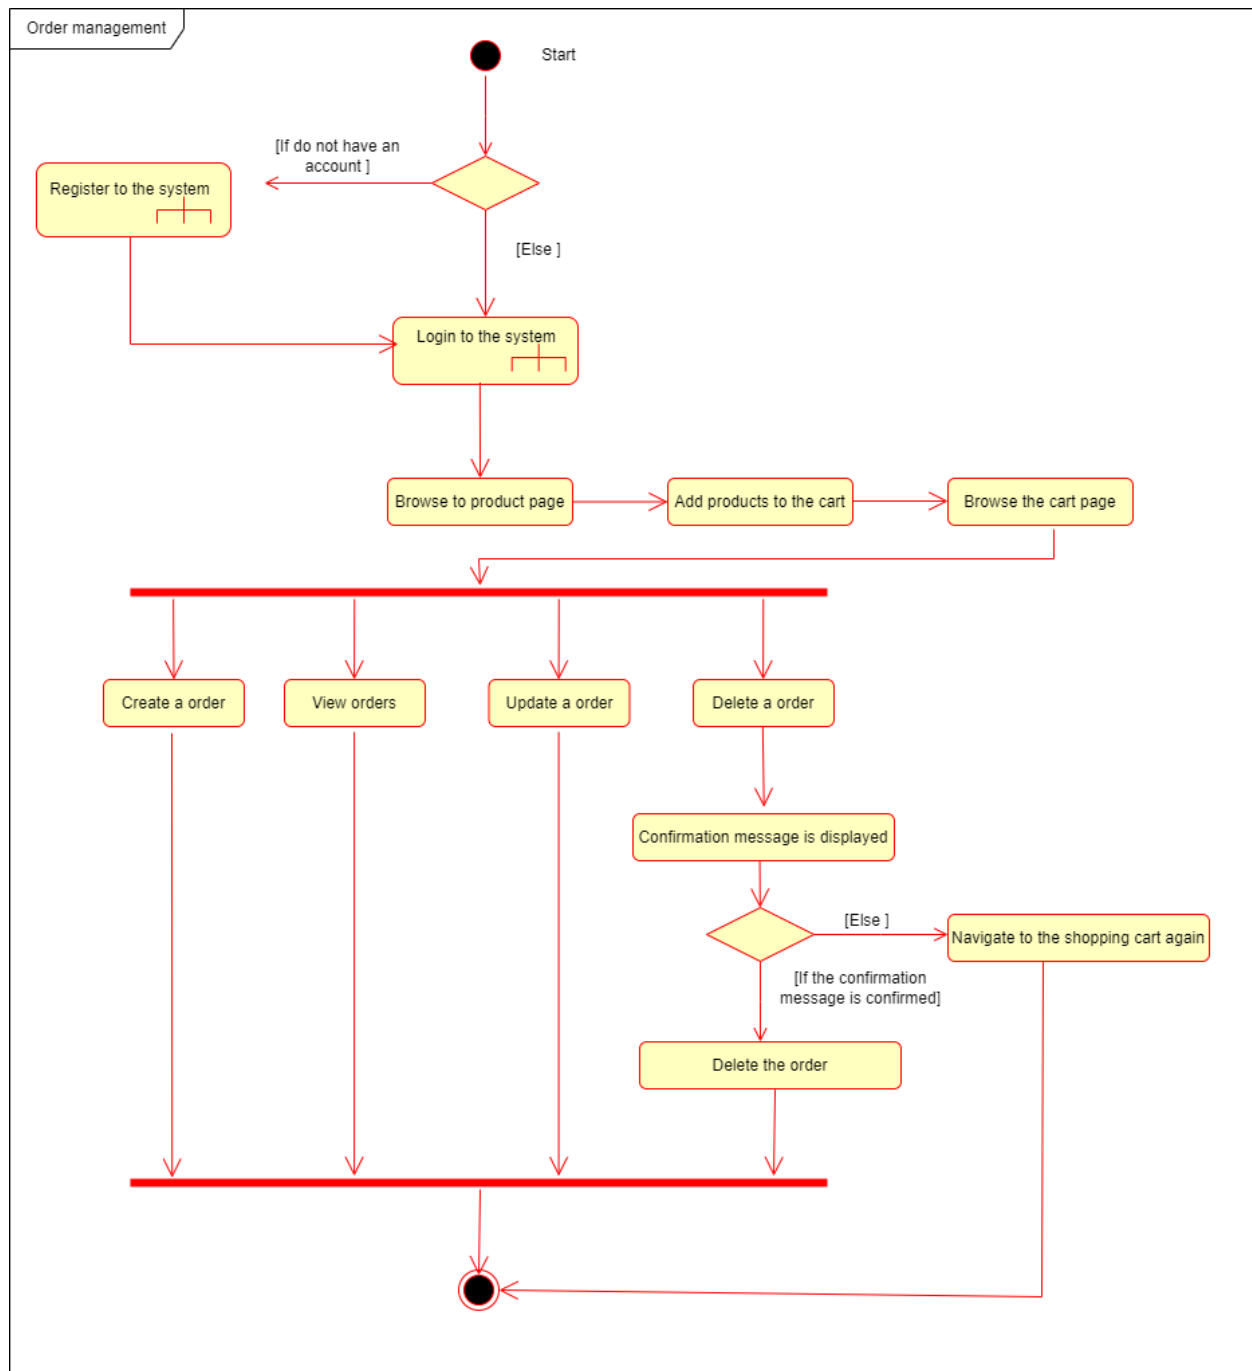 Order management
Start
[If do not have an
account ]
Register to the system
[Else ]
Login to the system
Browse to product page
Add products to the cart
Browse the cart page
Create a order
View orders
Update a order
Delete a order
Confirmation message is displayed
[Else ]
Navigate to the shopping cart again
[If the confirmation
message is confirmed]
Delete the order